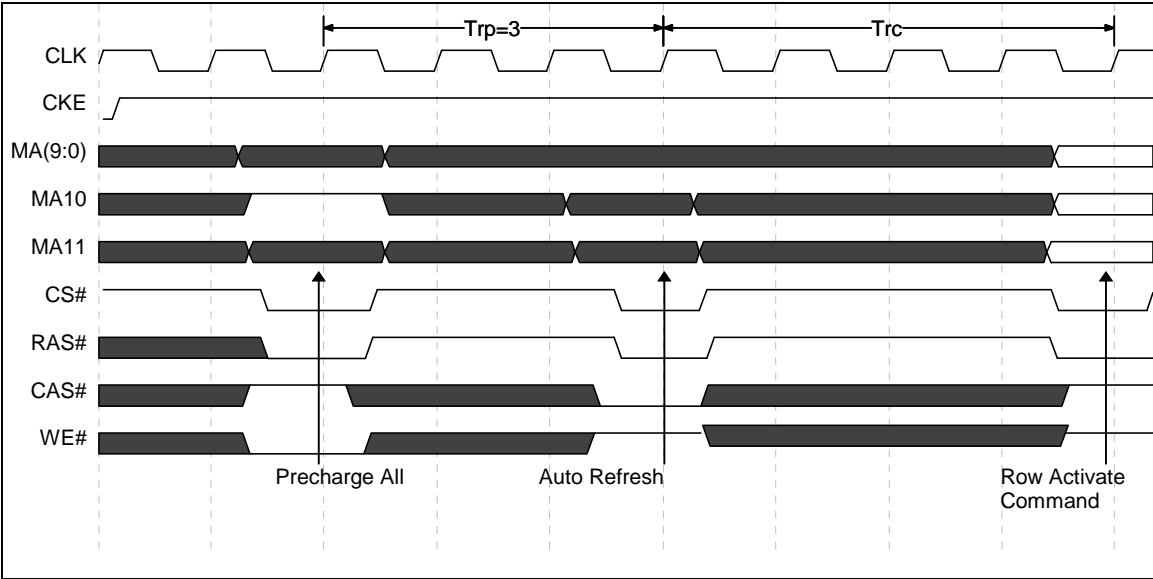 Trp=3
Trc
CLK
CKE
MA(9:0)
MA10
MA11
CS#
RAS#
CAS#
WE#
Precharge All
Auto Refresh
Row Activate
Command